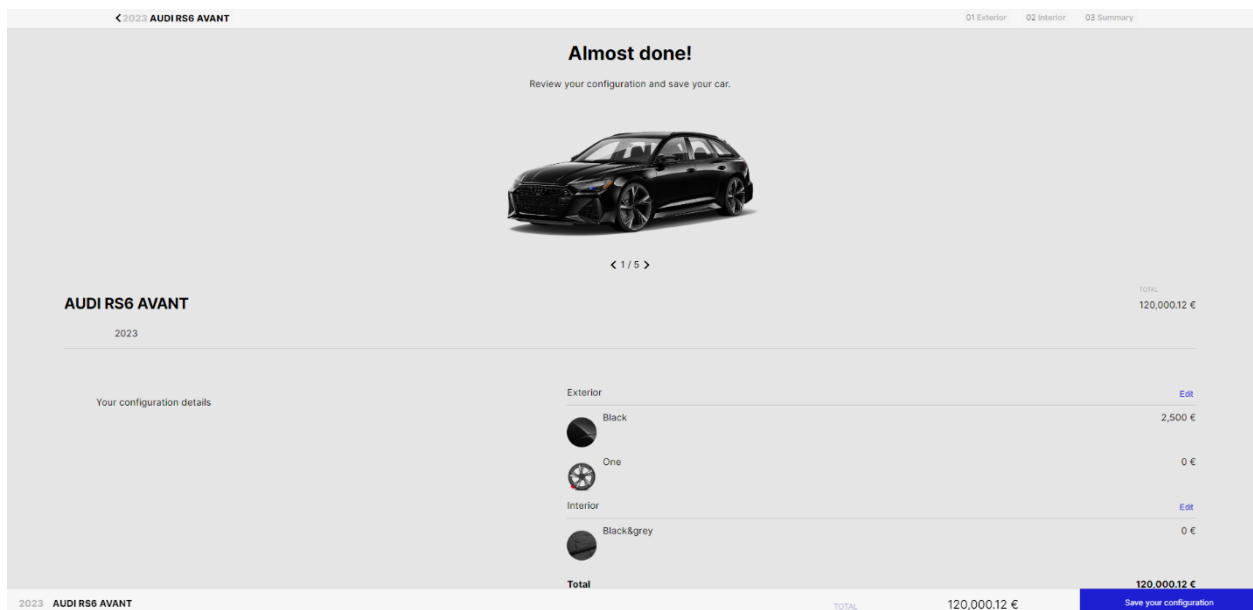 2023 AUDI RS6 AVANT
01 Exterior 02 Interior 03 Summary
Almost done!
Review your configuration and save your car.
1 / 5
TOTAL
AUDI RS6 AVANT
120,000.12 €
2023
Your configuration details
Exterior Edit
Black 2,500 €
One 0 €
Interior Edit
Black&grey 0 €
Total 120,000.12 €
2023 AUDI RS6 AVANT TOTAL 120,000.12 € Save your configuration